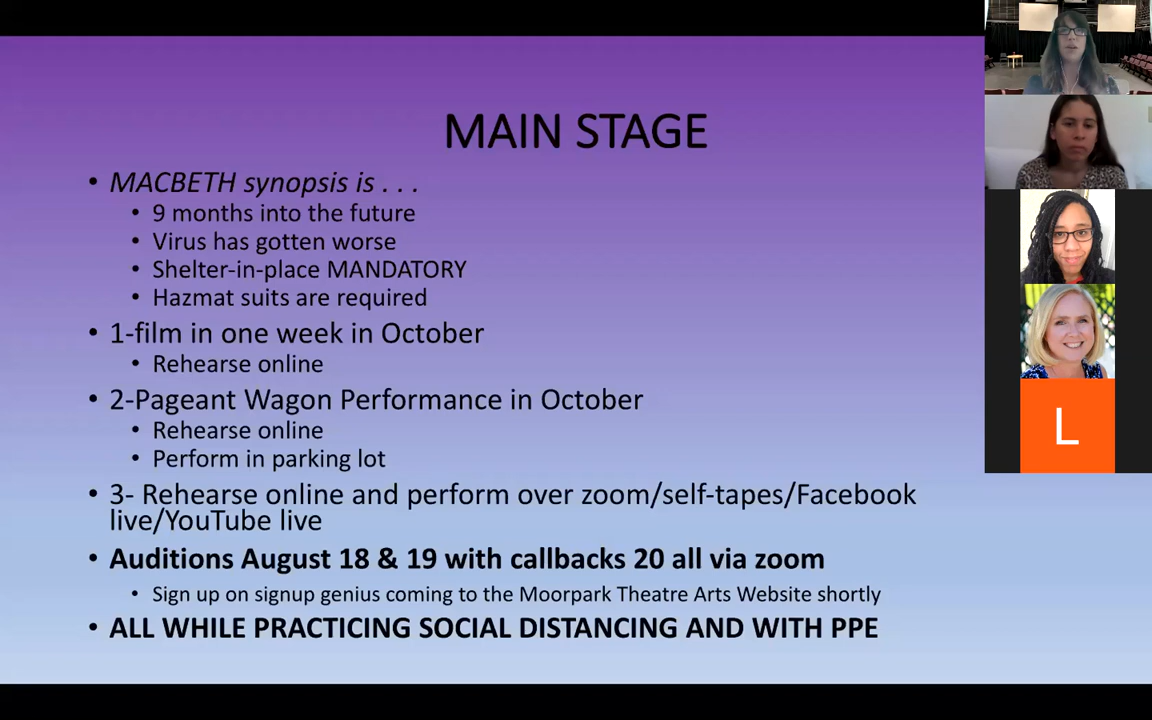 MAIN STAGE
• MACBETH synopsis is . . .
• 9 months into the future
• Virus has gotten worse
• Shelter-in-place MANDATORY
• Hazmat suits are required
• 1-film in one week in October
• Rehearse online
• 2-Pageant Wagon Performance in October
• Rehearse online
• Perform in parking lot
• 3- Rehearse online and perform over zoom/self-tapes/Facebook
live/YouTube live
• Auditions August 18 & 19 with callbacks 20 all via zoom
• Sign up on signup genius coming to the Moorpark Theatre Arts Website shortly
• ALL WHILE PRACTICING SOCIAL DISTANCING AND WITH PPE
L